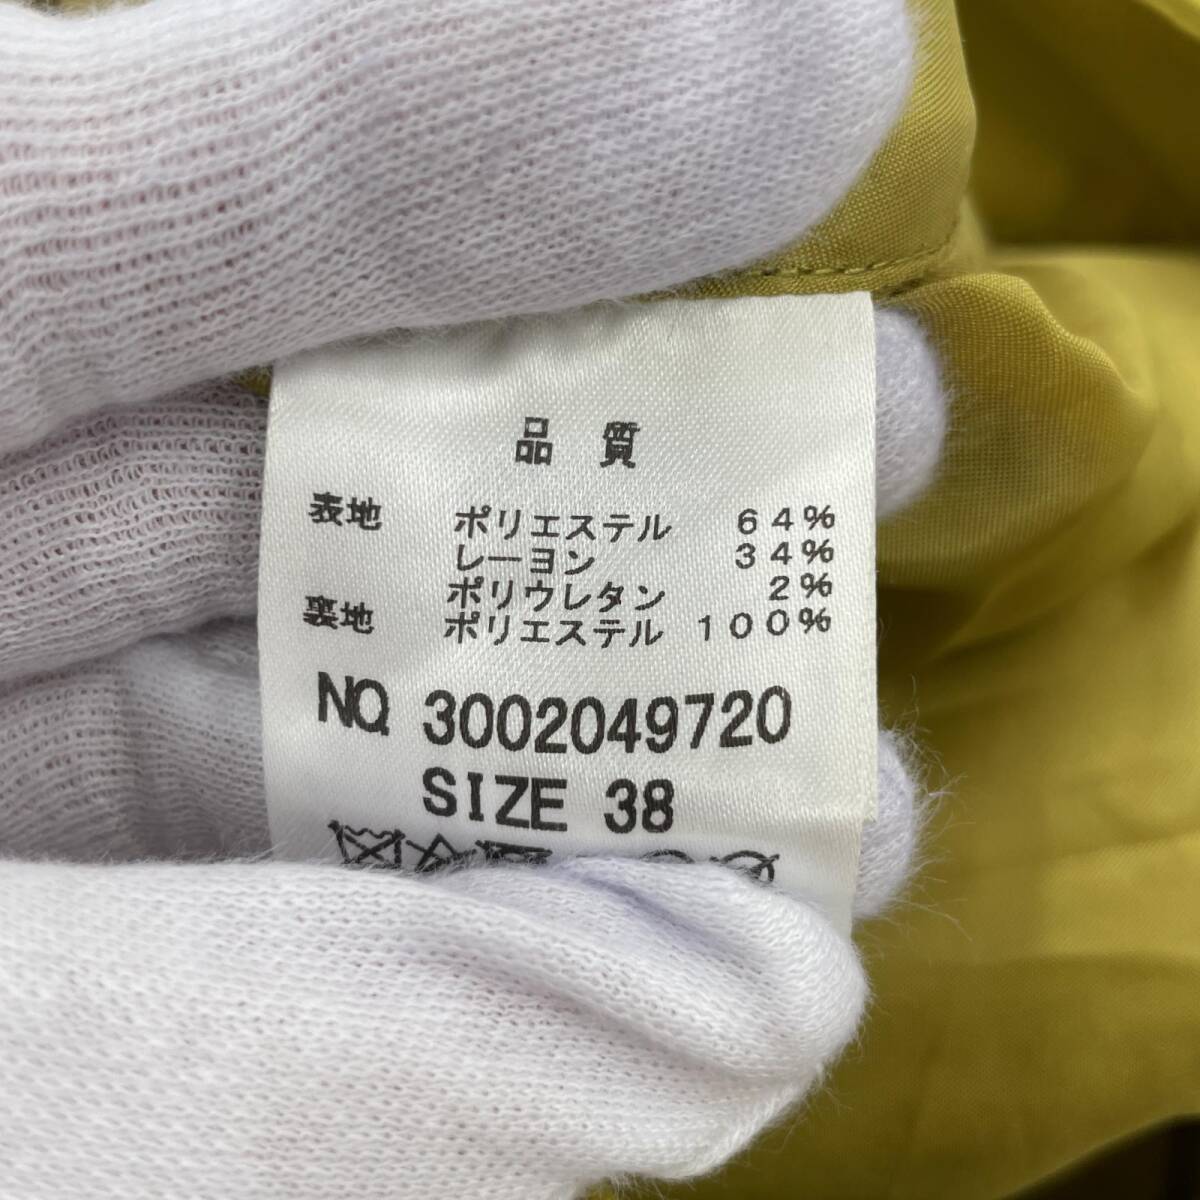 品質
表地 ポリエステル 64%
レーヨン 34%
ポリウレタン 2%
裏地 ポリエステル 100%
NO. 3002049720
SIZE 38